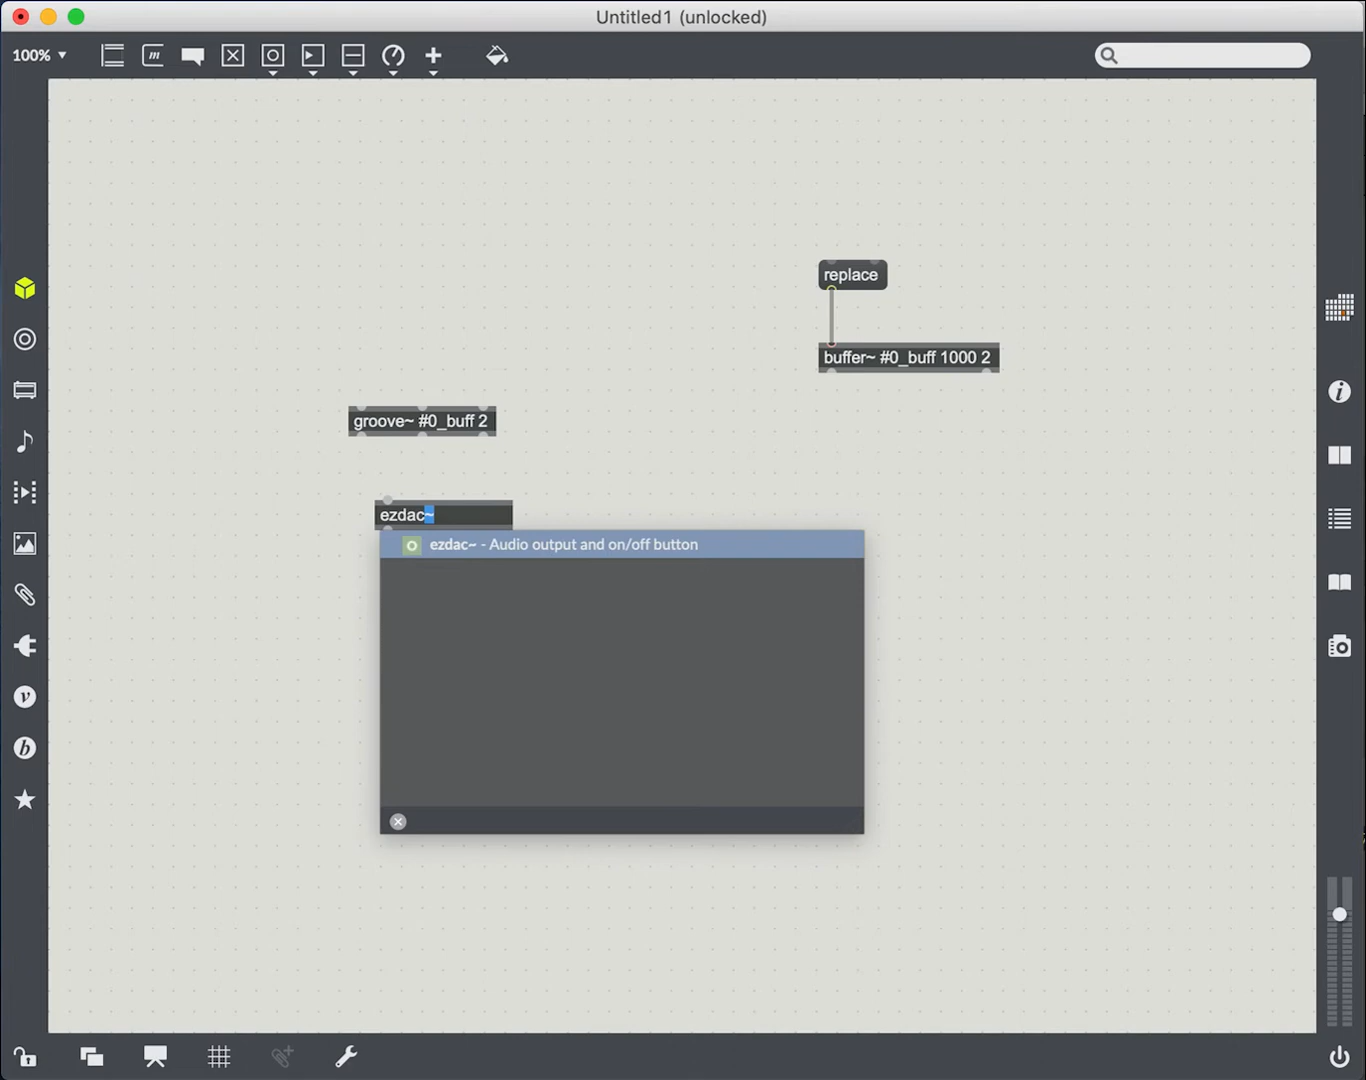 Untitled1 (unlocked)
100%
m
replace
buffer~ #0_buff 1000 2
groove~ #0_buff 2
ezdac~
ezdac~ - Audio output and on/off button
i
v
b